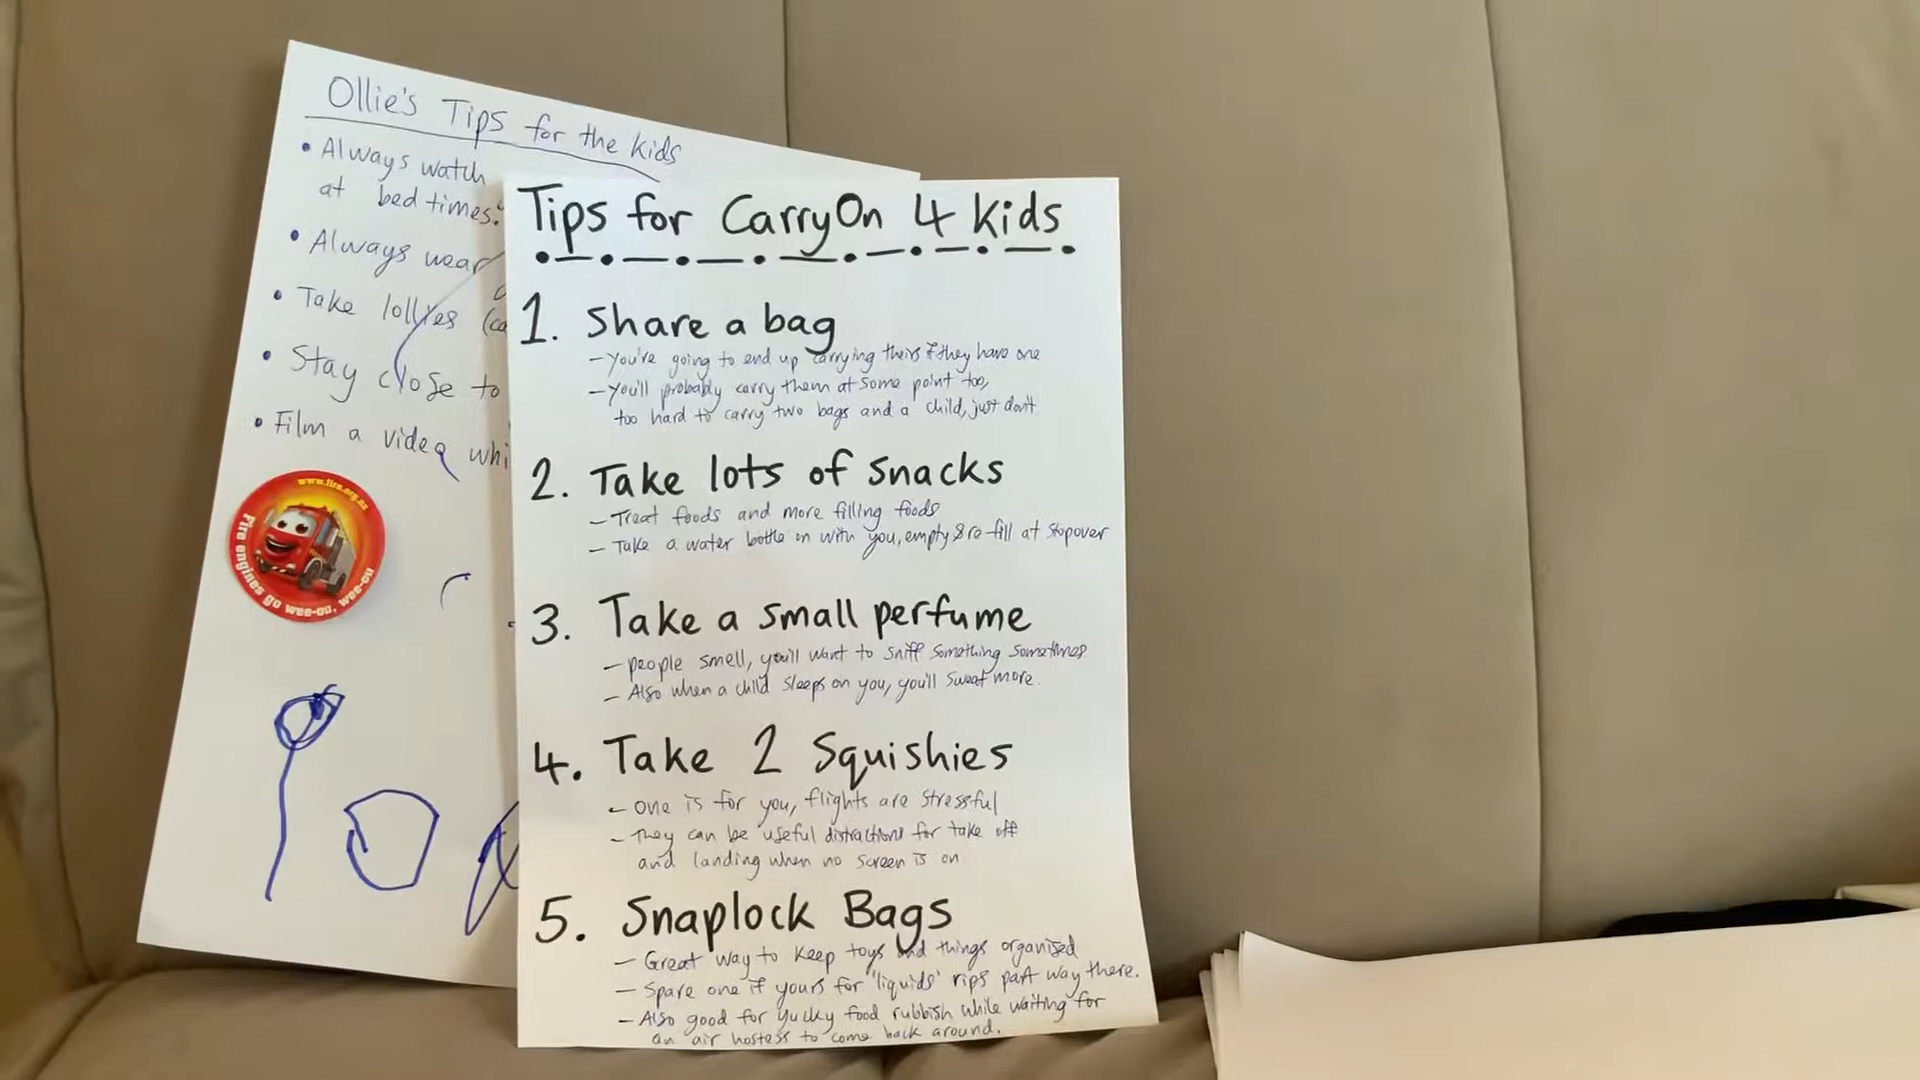 Ollie's Tips for the kids
• Always watch
at bed times.
• Always wear
• Take lollies (ca
• Stay close to
• Film a video whi
www.fire.org.nz
Fire engines go wee-ou, wee-ou
Tips for CarryOn 4 Kids
1. Share a bag
- You're going to end up carrying theirs if they have one
- You'll probably carry them at some point too,
too hard to carry two bags and a child, just don't
2. Take lots of snacks
- Treat foods and more filling foods
- Take a water bottle on with you, empty & re-fill at stopover
3. Take a small perfume
- people smell, you'll want to sniff something sometimes
- Also when a child sleeps on you, you'll sweat more.
4. Take 2 Squishies
- One is for you, flights are stressful
- They can be useful distractions for take off
and landing when no screen is on
5. Snaplock Bags
- Great way to keep toys and things organised
- Spare one if yours for 'liquids' rips part way there.
- Also good for yucky food rubbish while waiting for
an air hostess to come back around.